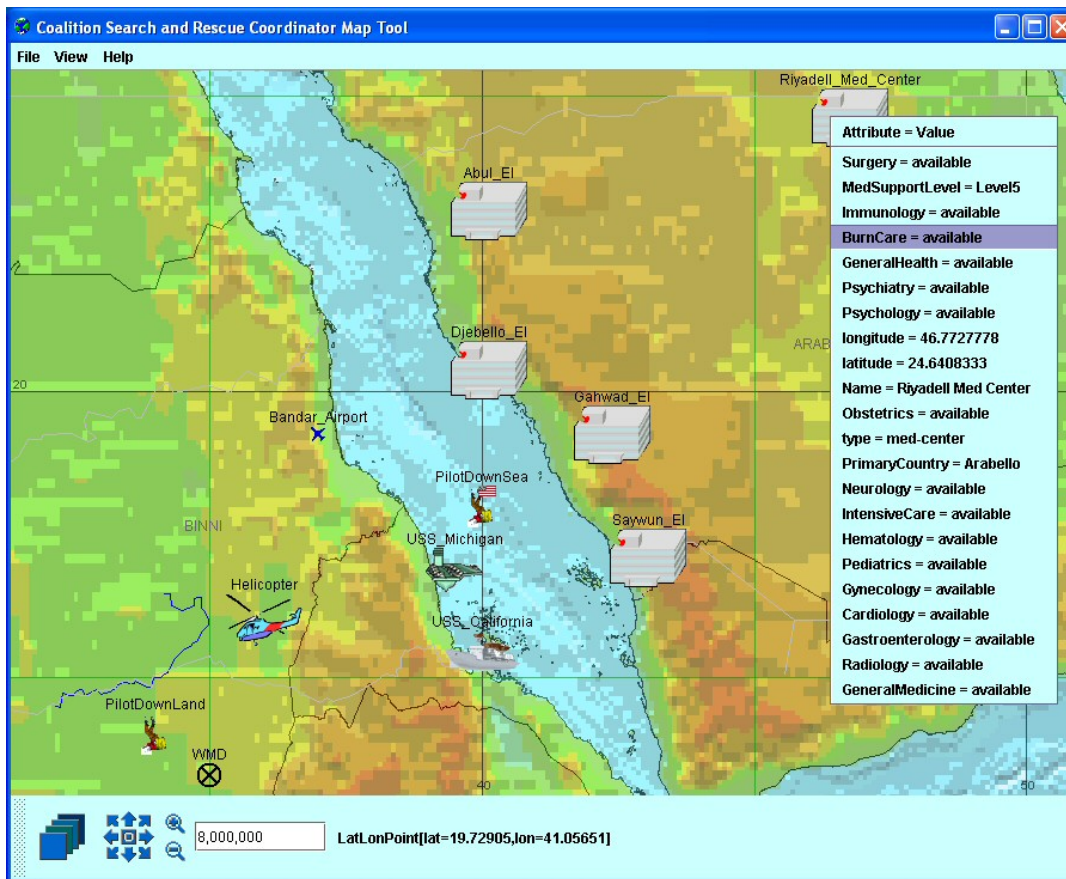 Coalition Search and Rescue Coordinator Map Tool
File View Help
Riyadell_Med_Center
Attribute = Value
Surgery = available
MedSupportLevel = Level5
Immunology = available
BurnCare = available
GeneralHealth = available
Psychiatry = available
Psychology = available
longitude = 46.7727778
latitude = 24.6408333
Name = Riyadell Med Center
Obstetrics = available
type = med-center
PrimaryCountry = Arabello
Neurology = available
IntensiveCare = available
Hematology = available
Pediatrics = available
Gynecology = available
Cardiology = available
Gastroenterology = available
Radiology = available
GeneralMedicine = available
Abul_El
Djebello_El
ARAB
20
Gahwad_El
Bandar_Airport
PilotDownSea
BINNI
Saywun_El
USS_Michigan
Helicopter
USS_California
PilotDownLand
WMD
40
50
8,000,000
LatLonPoint[lat=19.72905,lon=41.05651]